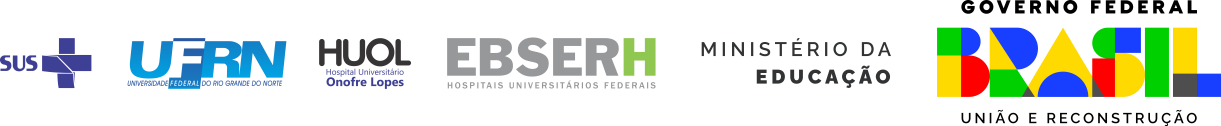 SUS
UFRN
UNIVERSIDADE FEDERAL DO RIO GRANDE DO NORTE
HUOL
Hospital Universitário
Onofre Lopes
EBSERH
HOSPITAIS UNIVERSITÁRIOS FEDERAIS
MINISTÉRIO DA
EDUCAÇÃO
GOVERNO FEDERAL
BRASIL
UNIÃO E RECONSTRUÇÃO